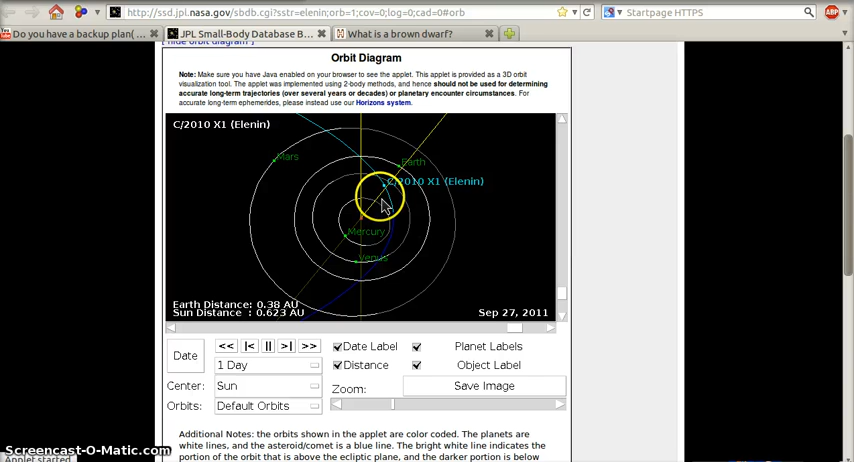 http://ssd.jpl.nasa.gov/sbdb.cgi?sstr=elenin;orb=1;cov=0;log=0;cad=0#orb
Startpage HTTPS
ABP
Do you have a backup plan( ...
JPL Small-Body Database B...
What is a brown dwarf?
[ hide orbit diagram ]
Orbit Diagram
Note: Make sure you have Java enabled on your browser to see the applet. This applet is provided as a 3D orbit
visualization tool. The applet was implemented using 2-body methods, and hence should not be used for determining
accurate long-term trajectories (over several years or decades) or planetary encounter circumstances. For
accurate long-term ephemerides, please instead use our Horizons system.
C/2010 X1 (Elenin)
Mars
Earth
C/2010 X1 (Elenin)
Mercury
Venus
Earth Distance: 0.38 AU
Sun Distance : 0.623 AU
Sep 27, 2011
Date
<< |< || >| >>
Date Label
Planet Labels
1 Day
Distance
Object Label
Center:
Sun
Zoom:
Save Image
Orbits:
Default Orbits
Additional Notes: the orbits shown in the applet are color coded. The planets are
white lines, and the asteroid/comet is a blue line. The bright white line indicates the
portion of the orbit that is above the ecliptic plane, and the darker portion is below
Screencast-O-Matic.com
Applet started